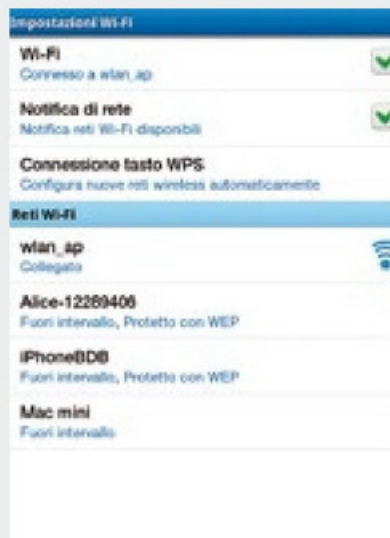 Impostazioni Wi-Fi
Wi-Fi
Connesso a wlan_ap
Notifica di rete
Notifica reti Wi-Fi disponibili
Connessione tasto WPS
Configura nuove reti wireless automaticamente
Reti Wi-Fi
wlan_ap
Collegato
Alice-12289406
Fuori intervallo, Protetto con WEP
iPhoneBDB
Fuori intervallo, Protetto con WEP
Mac mini
Fuori intervallo